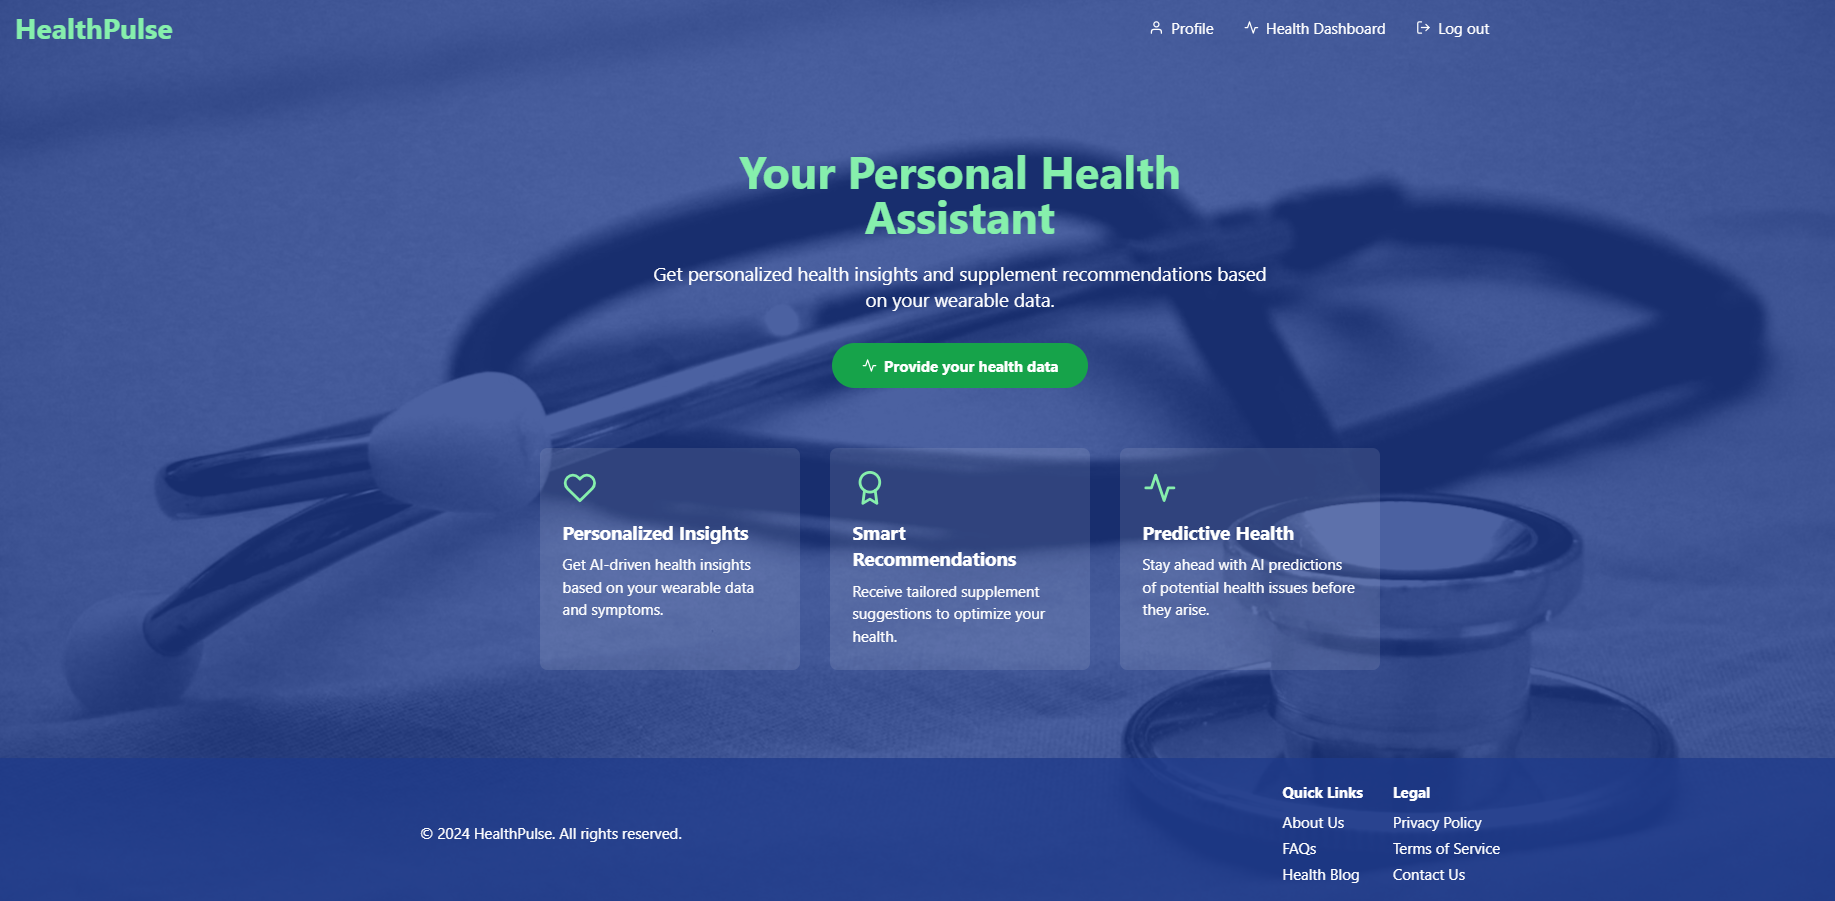 HealthPulse
Profile
Health Dashboard
Log out
Your Personal Health
Assistant
Get personalized health insights and supplement recommendations based
on your wearable data.
Provide your health data
Personalized Insights
Get AI-driven health insights
based on your wearable data
and symptoms.
Smart
Recommendations
Receive tailored supplement
suggestions to optimize your
health.
Predictive Health
Stay ahead with AI predictions
of potential health issues before
they arise.
© 2024 HealthPulse. All rights reserved.
Quick Links
About Us
FAQs
Health Blog
Legal
Privacy Policy
Terms of Service
Contact Us